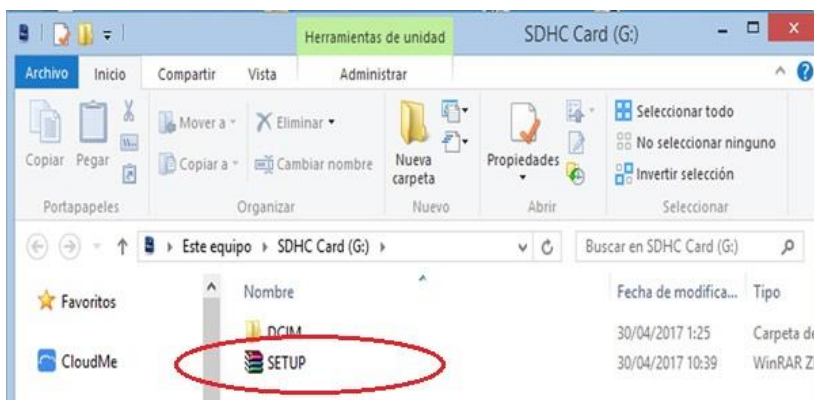 Herramientas de unidad
SDHC Card (G:)
Archivo Inicio Compartir Vista Administrar
Copiar
Pegar
Mover a
Copiar a
Eliminar
Cambiar nombre
Nueva
carpeta
Propiedades
Seleccionar todo
No seleccionar ninguno
Invertir selección
Portapapeles Organizar Nuevo Abrir Seleccionar
Este equipo SDHC Card (G:)
Buscar en SDHC Card (G:)
Favoritos
CloudMe
Nombre Fecha de modifica... Tipo
DCIM 30/04/2017 1:25 Carpeta de
SETUP 30/04/2017 10:39 WinRAR